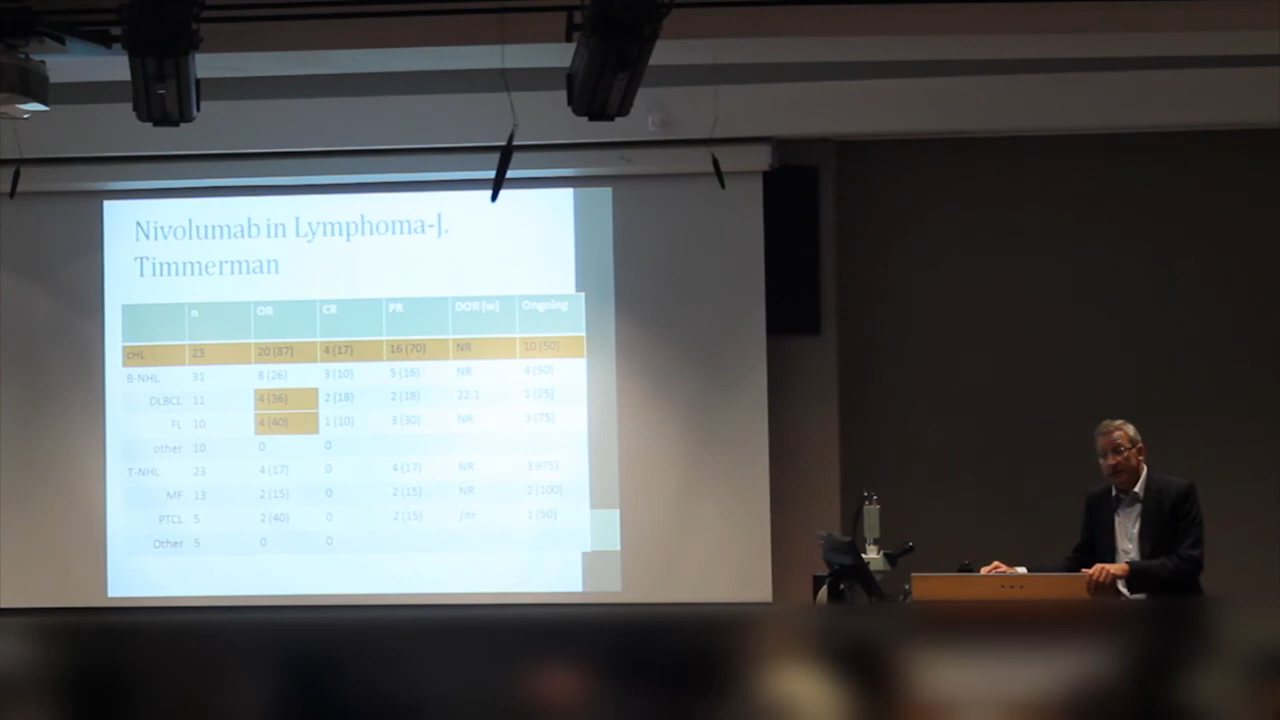 Nivolumab in Lymphoma-J.
Timmerman
n OR CR PR DOR [w] Ongoing
cHL 23 20 (87) 4 (17) 16 (70) NR 10 (50)
B-NHL 31 8 (26) 3 (10) 5 (16) NR 4 (50)
DLBCL 11 4 (36) 2 (18) 2 (18) 22,1 1 (25)
FL 10 4 (40) 1 (10) 3 (30) NR 3 (75)
other 10 0 0
T-NHL 23 4 (17) 0 4 (17) NR 3 975)
MF 13 2 (15) 0 2 (15) NR 2 (100)
PTCL 5 2 (40) 0 2 (15) /nr 1 (50)
Other 5 0 0